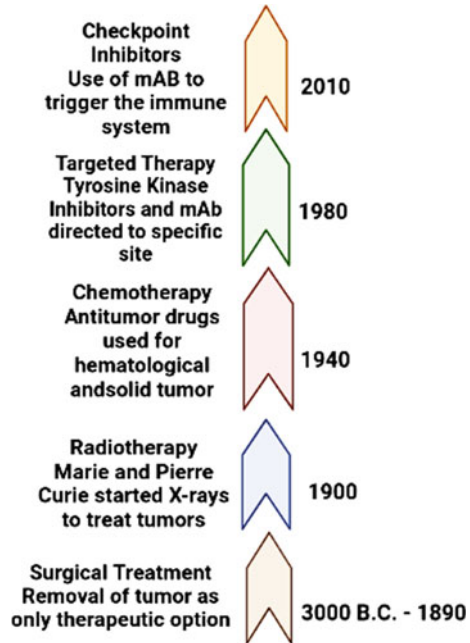 Checkpoint
Inhibitors
Use of mAB to
trigger the immune
system
2010
Targeted Therapy
Tyrosine Kinase
Inhibitors and mAb
directed to specific
site
1980
Chemotherapy
Antitumor drugs
used for
hematological
andsolid tumor
1940
Radiotherapy
Marie and Pierre
Curie started X-rays
to treat tumors
1900
Surgical Treatment
Removal of tumor as
only therapeutic option
3000 B.C. - 1890